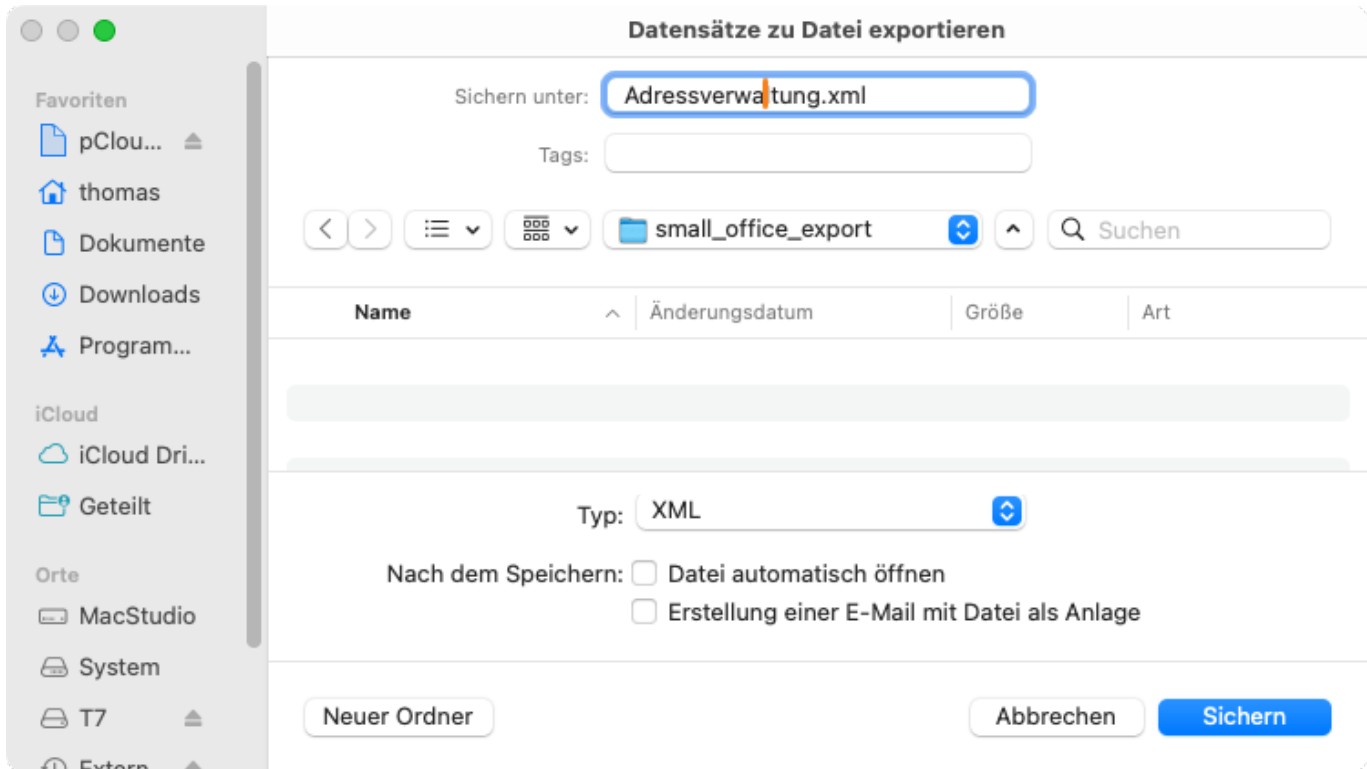 Datensätze zu Datei exportieren
Favoriten
pClou...
thomas
Dokumente
Downloads
Program...
iCloud
iCloud Dri...
Geteilt
Orte
MacStudio
System
T7
Extern
Sichern unter: Adressverwaltung.xml
Tags:
small_office_export
Suchen
Name Änderungsdatum Größe Art
Typ: XML
Nach dem Speichern: Datei automatisch öffnen
Erstellung einer E-Mail mit Datei als Anlage
Neuer Ordner Abbrechen Sichern